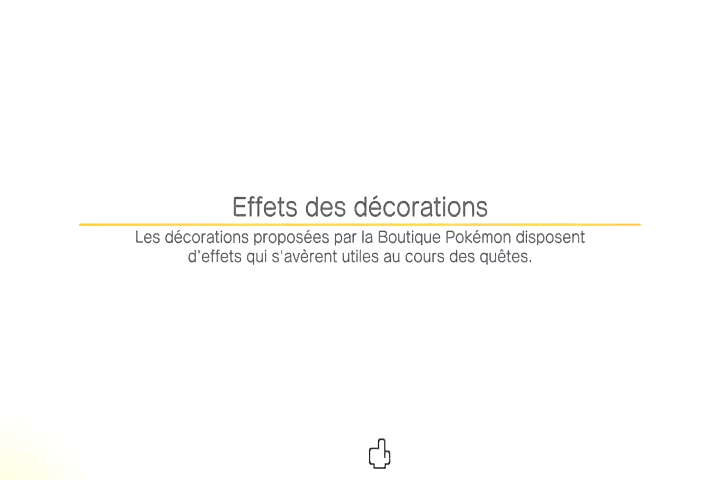 Effets des décorations
Les décorations proposées par la Boutique Pokémon disposent
d'effets qui s'avèrent utiles au cours des quêtes.